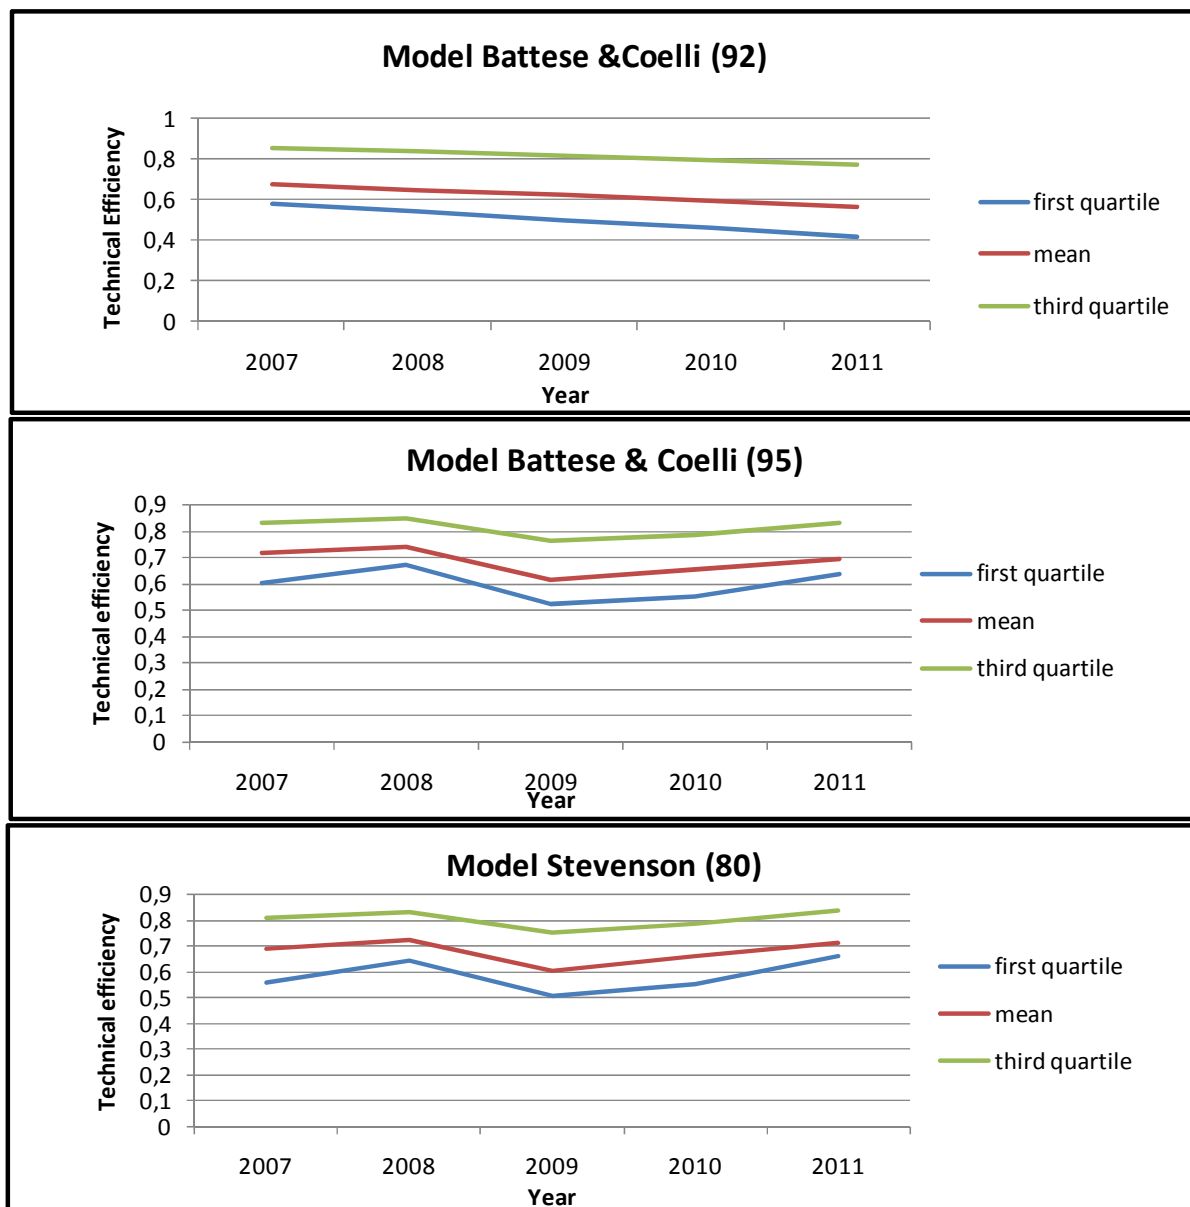 Model Battese &Coelli (92)
Technical Efficiency
1
0,8
0,6
0,4
0,2
0
2007 2008 2009 2010 2011
Year
first quartile
mean
third quartile
Model Battese & Coelli (95)
Technical efficiency
0,9
0,8
0,7
0,6
0,5
0,4
0,3
0,2
0,1
0
2007 2008 2009 2010 2011
Year
first quartile
mean
third quartile
Model Stevenson (80)
Technical efficiency
0,9
0,8
0,7
0,6
0,5
0,4
0,3
0,2
0,1
0
2007 2008 2009 2010 2011
Year
first quartile
mean
third quartile